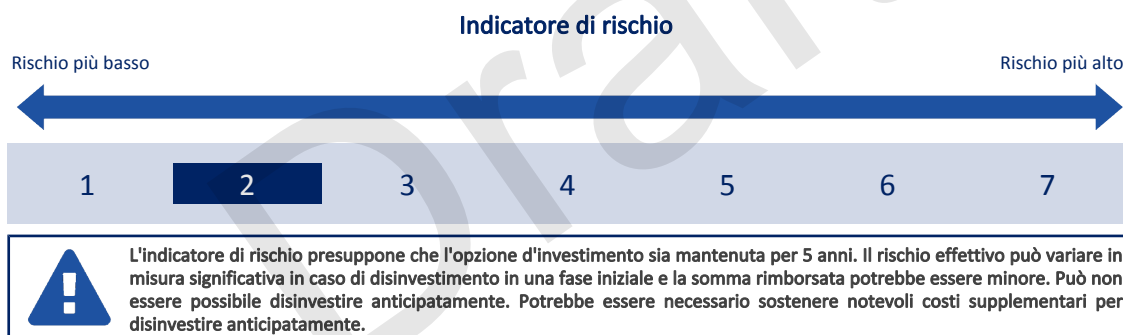 Indicatore di rischio
Rischio più basso
Rischio più alto
1 2 3 4 5 6 7
L'indicatore di rischio presuppone che l'opzione d'investimento sia mantenuta per 5 anni. Il rischio effettivo può variare in
misura significativa in caso di disinvestimento in una fase iniziale e la somma rimborsata potrebbe essere minore. Può non
essere possibile disinvestire anticipatamente. Potrebbe essere necessario sostenere notevoli costi supplementari per
disinvestire anticipatamente.